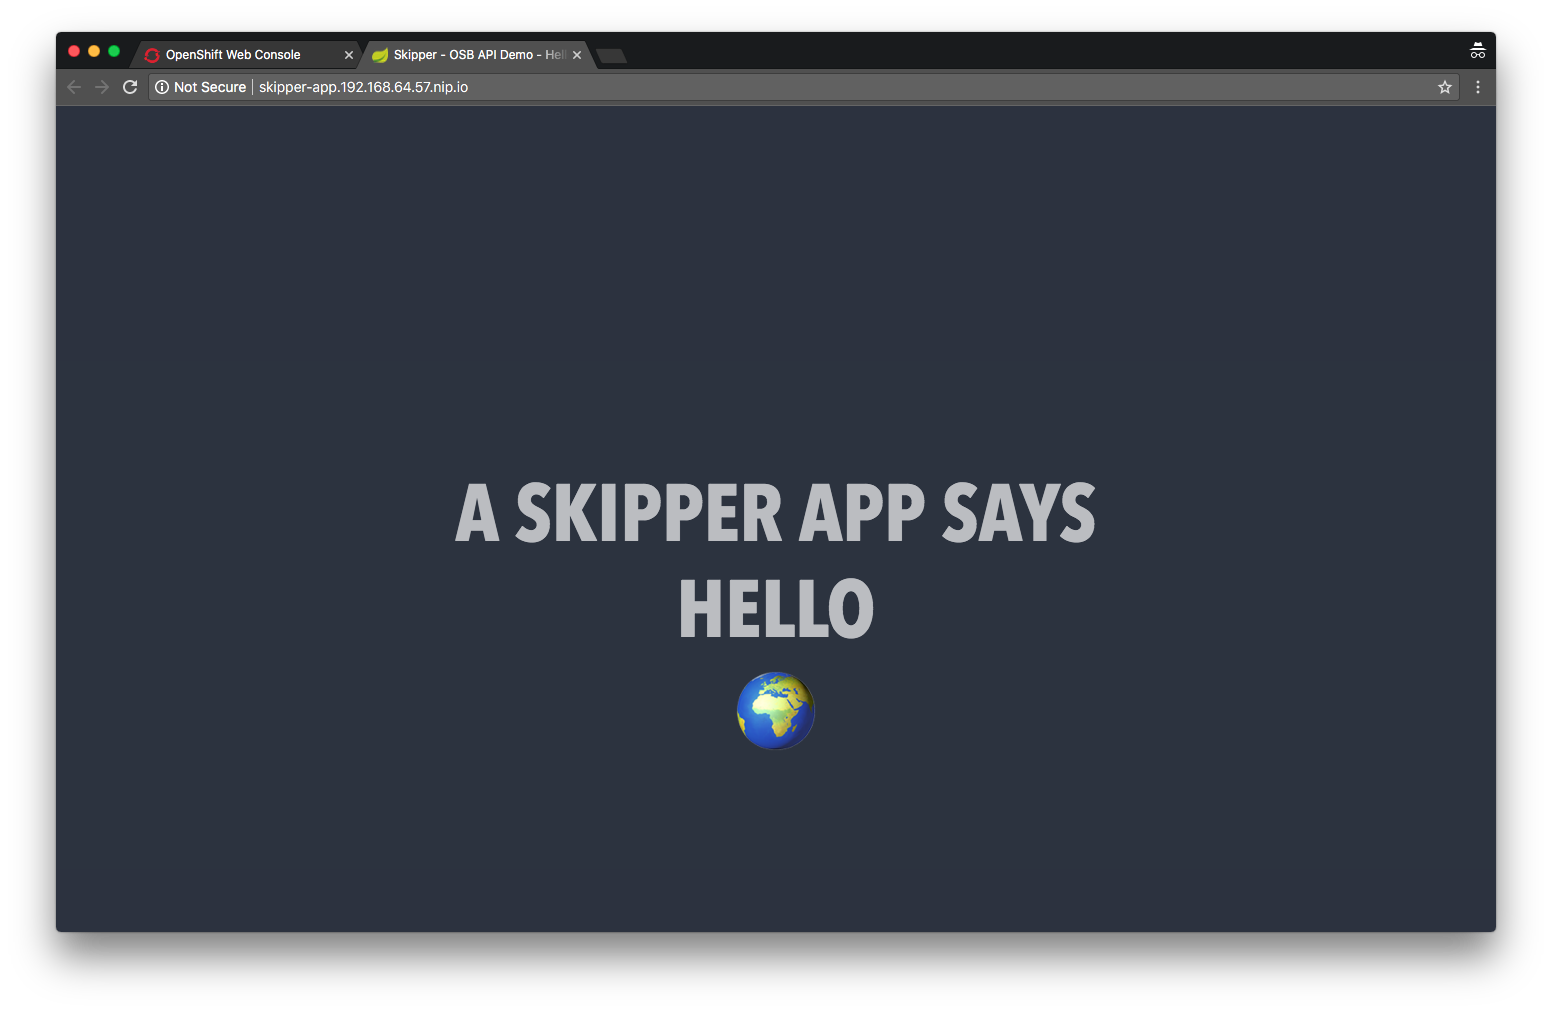 OpenShift Web Console
Skipper - OSB API Demo - Hell
Not Secure
skipper-app.192.168.64.57.nip.io
A SKIPPER APP SAYS
HELLO